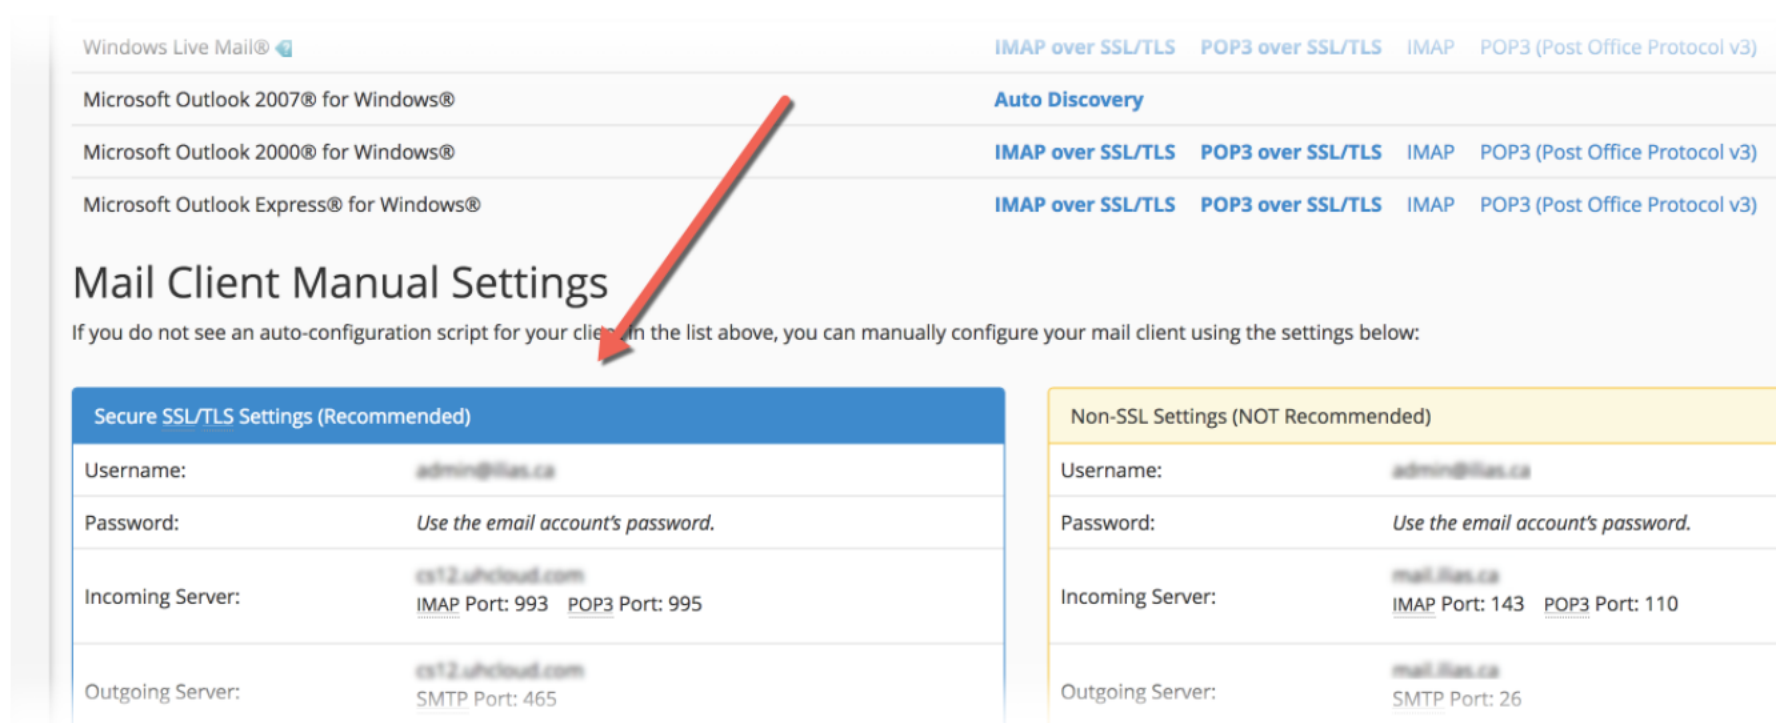 Windows Live Mail® IMAP over SSL/TLS POP3 over SSL/TLS IMAP POP3 (Post Office Protocol v3)
Microsoft Outlook 2007® for Windows® Auto Discovery
Microsoft Outlook 2000® for Windows® IMAP over SSL/TLS POP3 over SSL/TLS IMAP POP3 (Post Office Protocol v3)
Microsoft Outlook Express® for Windows® IMAP over SSL/TLS POP3 over SSL/TLS IMAP POP3 (Post Office Protocol v3)
Mail Client Manual Settings
If you do not see an auto-configuration script for your client in the list above, you can manually configure your mail client using the settings below:
Secure SSL/TLS Settings (Recommended)
Username:
Password: Use the email account's password.
Incoming Server:
IMAP Port: 993 POP3 Port: 995
Outgoing Server:
SMTP Port: 465
Non-SSL Settings (NOT Recommended)
Username:
Password: Use the email account's password.
Incoming Server:
IMAP Port: 143 POP3 Port: 110
Outgoing Server:
SMTP Port: 26